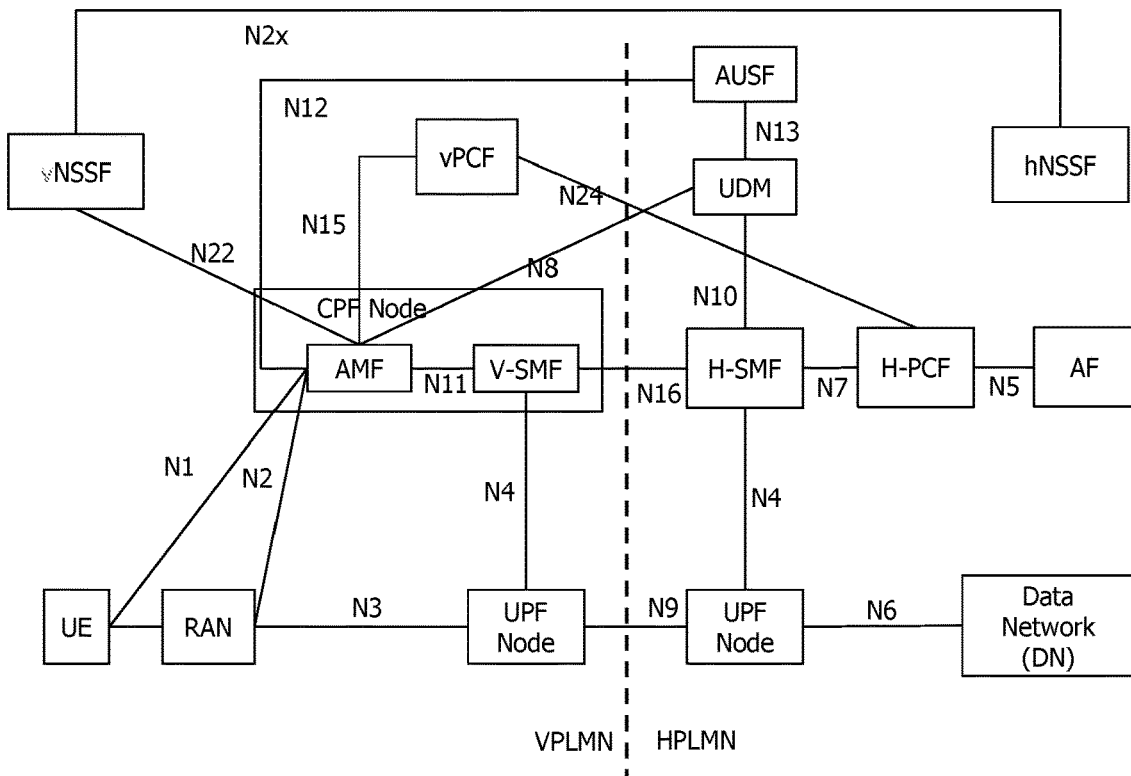 N2x
AUSF
N12
N13
vNSSF
vPCF
hNSSF
UDM
N24
N15
N22
N8
N10
CPF Node
AMF
N11
V-SMF
N16
H-SMF
N7
H-PCF
N5
AF
N1
N2
N4
N4
UE
RAN
N3
UPF
Node
N9
UPF
Node
N6
Data
Network
(DN)
VPLMN
HPLMN